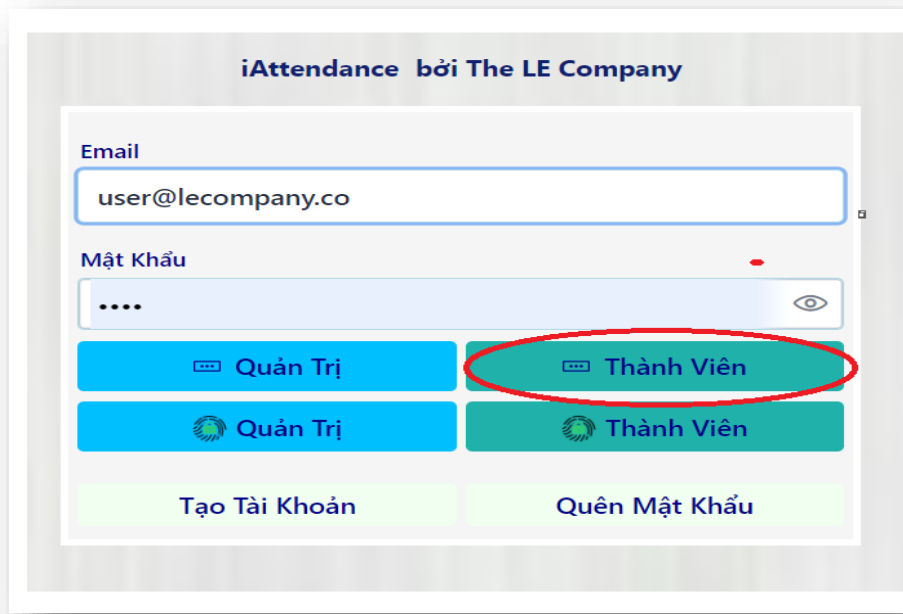 iAttendance bởi The LE Company
Email
user@lecompany.co
Mật Khẩu
••••
Quản Trị Thành Viên
Quản Trị Thành Viên
Tạo Tài Khoản Quên Mật Khẩu